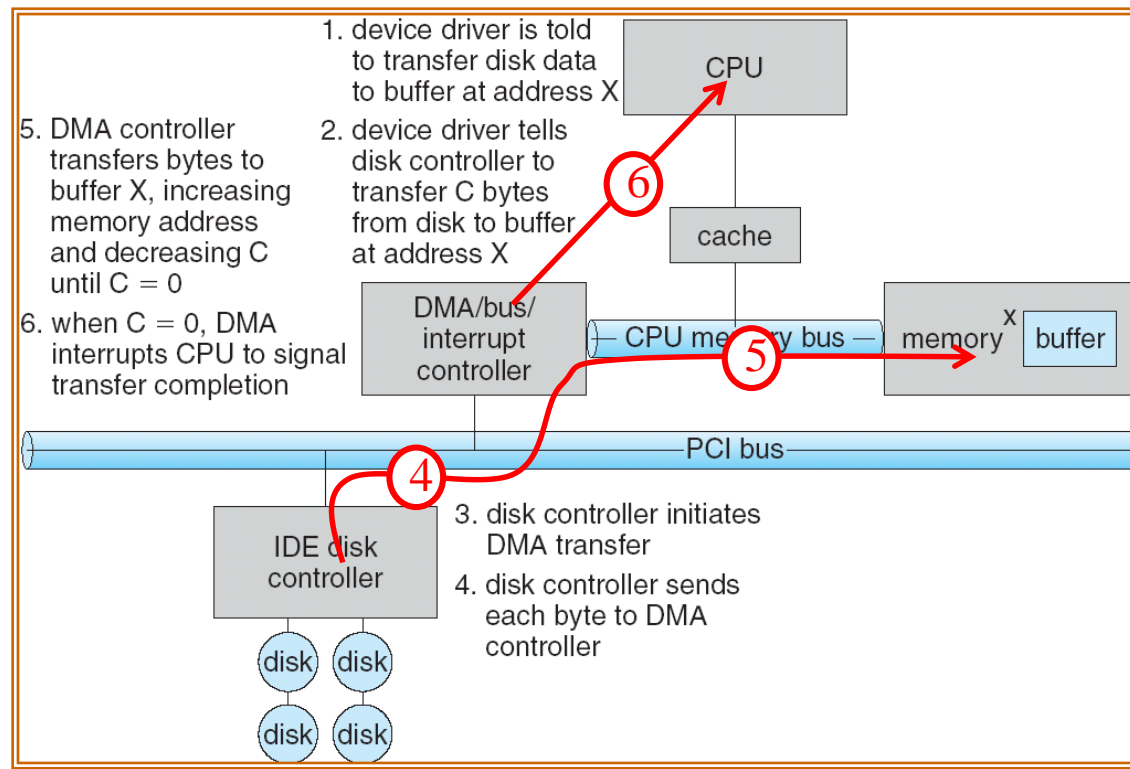 1. device driver is told
to transfer disk data
to buffer at address X
2. device driver tells
disk controller to
transfer C bytes
from disk to buffer
at address X
5. DMA controller
transfers bytes to
buffer X, increasing
memory address
and decreasing C
until C = 0
6. when C = 0, DMA
interrupts CPU to signal
transfer completion
CPU
6
cache
DMA/bus/
interrupt
controller
CPU memory bus
5
memory
X
buffer
PCI bus
4
IDE disk
controller
3. disk controller initiates
DMA transfer
4. disk controller sends
each byte to DMA
controller
disk
disk
disk
disk